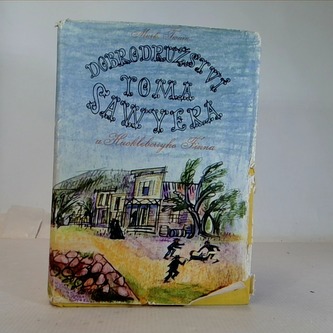 Mark Twain
DOBRODRUŽSTVÍ
TOMA
SAWYERA
a Huckleberryho Finna